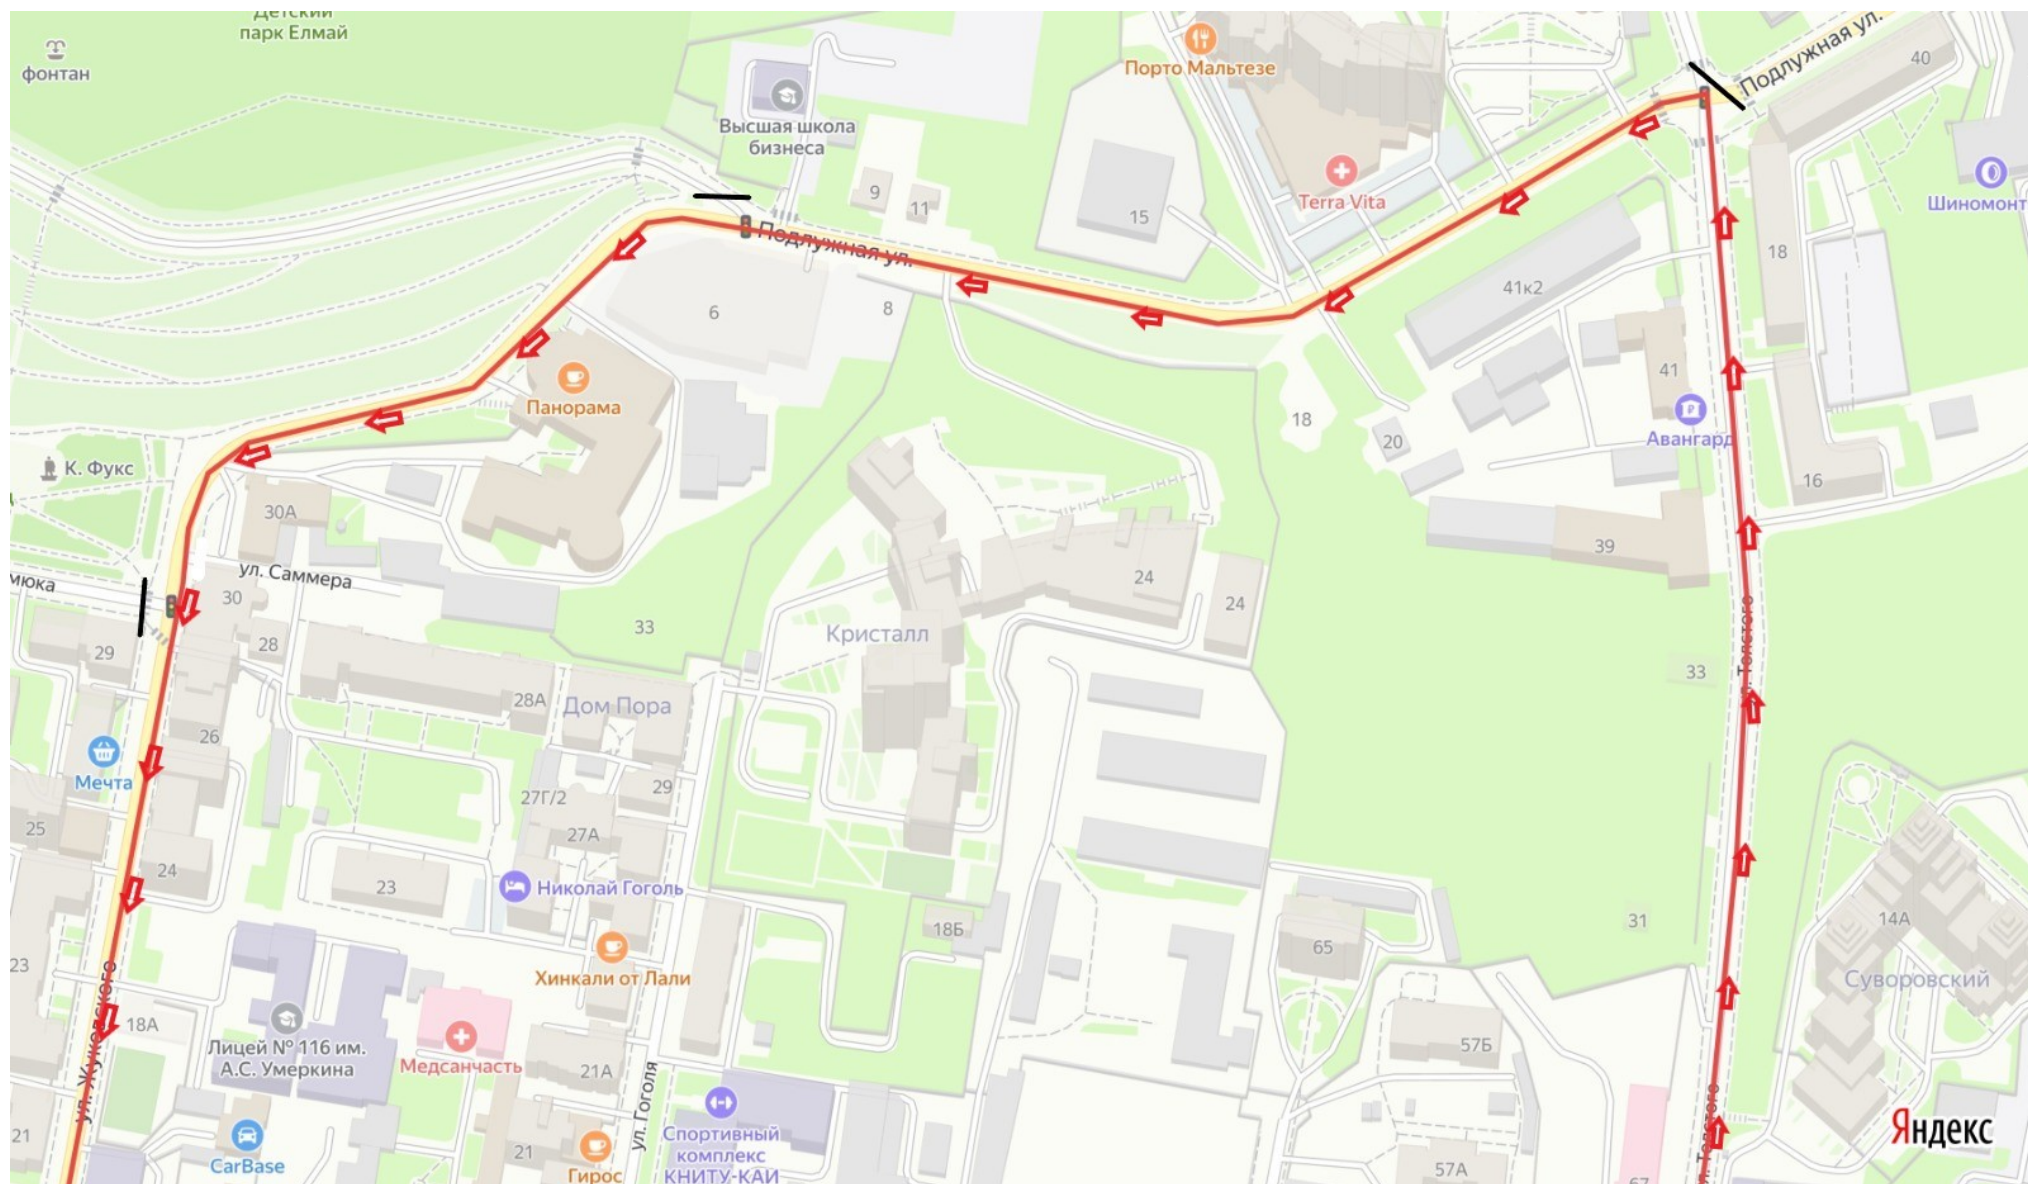 Детский
парк Елмай
фонтан
Порто Мальтезе
Подлужная ул.
40
Высшая школа
бизнеса
9
11
15
Terra Vita
18
Шиномонт
Подлужная ул.
6
8
41к2
41
Панорама
18
20
Авангард
К. Фукс
16
30А
39
ул. Саммера
30
24
24
28
29
33
Кристалл
33
ул. Толстого
28А
Дом Пора
26
Мечта
27Г/2
29
25
27А
24
23
Николай Гоголь
14А
31
18Б
65
23
Хинкали от Лали
Суворовский
ул. Жуковского
18А
Лицей № 116 им.
А.С. Умеркина
Медсанчасть
57Б
21А
ул. Гоголя
21
CarBase
21
Гирос
Спортивный
комплекс
КНИТУ-КАИ
57А
67
ул. Толстого
Яндекс